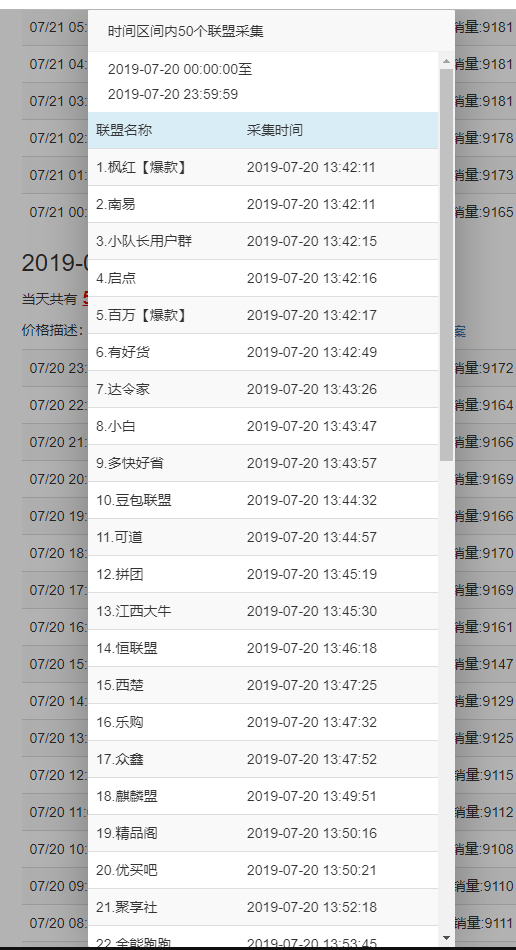 时间区间内50个联盟采集
2019-07-20 00:00:00至
2019-07-20 23:59:59
联盟名称 采集时间
1.枫红【爆款】 2019-07-20 13:42:11
2.南易 2019-07-20 13:42:11
3.小队长用户群 2019-07-20 13:42:15
4.启点 2019-07-20 13:42:16
5.百万【爆款】 2019-07-20 13:42:17
6.有好货 2019-07-20 13:42:49
7.达令家 2019-07-20 13:43:26
8.小白 2019-07-20 13:43:47
9.多快好省 2019-07-20 13:43:57
10.豆包联盟 2019-07-20 13:44:32
11.可道 2019-07-20 13:44:57
12.拼团 2019-07-20 13:45:19
13.江西大牛 2019-07-20 13:45:30
14.恒联盟 2019-07-20 13:46:18
15.西楚 2019-07-20 13:47:25
16.乐购 2019-07-20 13:47:32
17.众鑫 2019-07-20 13:47:52
18.麒麟盟 2019-07-20 13:49:51
19.精品阁 2019-07-20 13:50:16
20.优买吧 2019-07-20 13:50:21
21.聚享社 2019-07-20 13:52:18
22.全能跑跑 2019-07-20 13:53:45
07/21 05: 销量:9181
07/21 04: 销量:9181
07/21 03: 销量:9181
07/21 02: 销量:9178
07/21 01: 销量:9173
07/21 00: 销量:9165
2019-0
当天共有 5
价格描述: 案
07/20 23: 销量:9172
07/20 22: 销量:9164
07/20 21: 销量:9166
07/20 20: 销量:9169
07/20 19: 销量:9166
07/20 18: 销量:9170
07/20 17: 销量:9169
07/20 16: 销量:9161
07/20 15: 销量:9147
07/20 14: 销量:9129
07/20 13: 销量:9125
07/20 12: 销量:9115
07/20 11: 销量:9112
07/20 10: 销量:9108
07/20 09: 销量:9110
07/20 08: 销量:9111